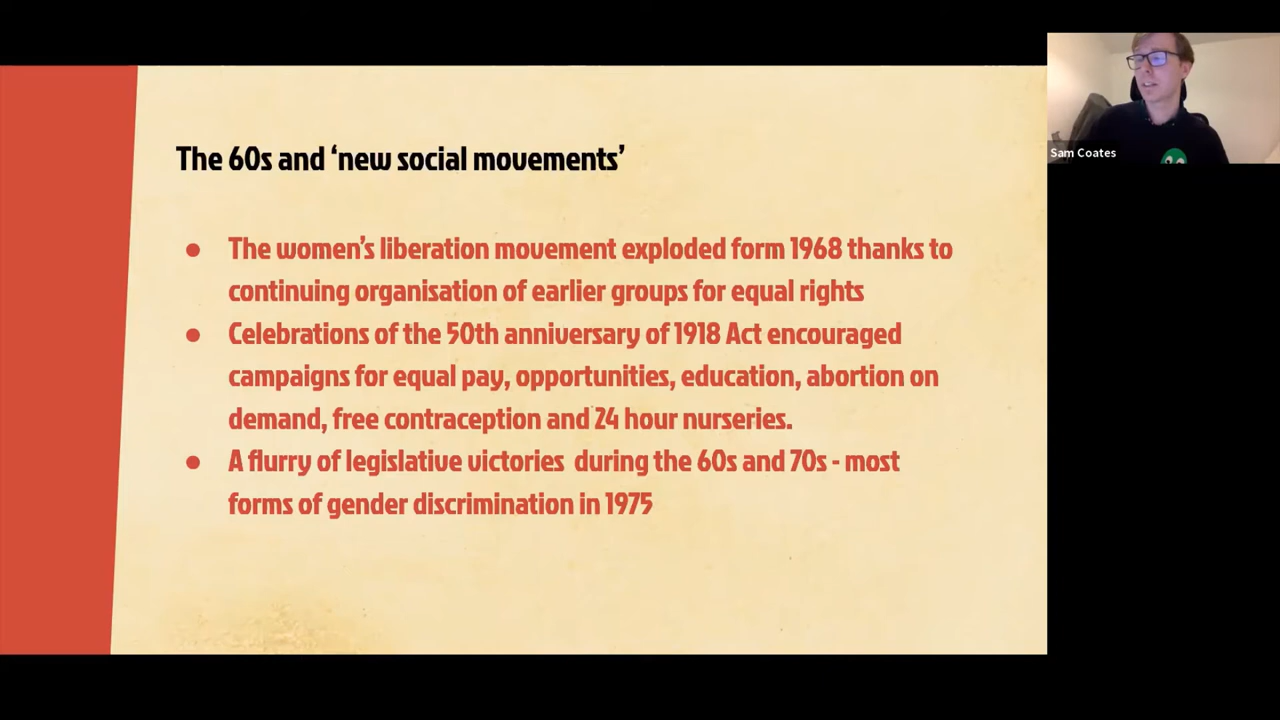 The 60s and ‘new social movements’
● The women’s liberation movement exploded form 1968 thanks to
continuing organisation of earlier groups for equal rights
● Celebrations of the 50th anniversary of 1918 Act encouraged
campaigns for equal pay, opportunities, education, abortion on
demand, free contraception and 24 hour nurseries.
● A flurry of legislative victories  during the 60s and 70s - most
forms of gender discrimination in 1975
Sam Coates